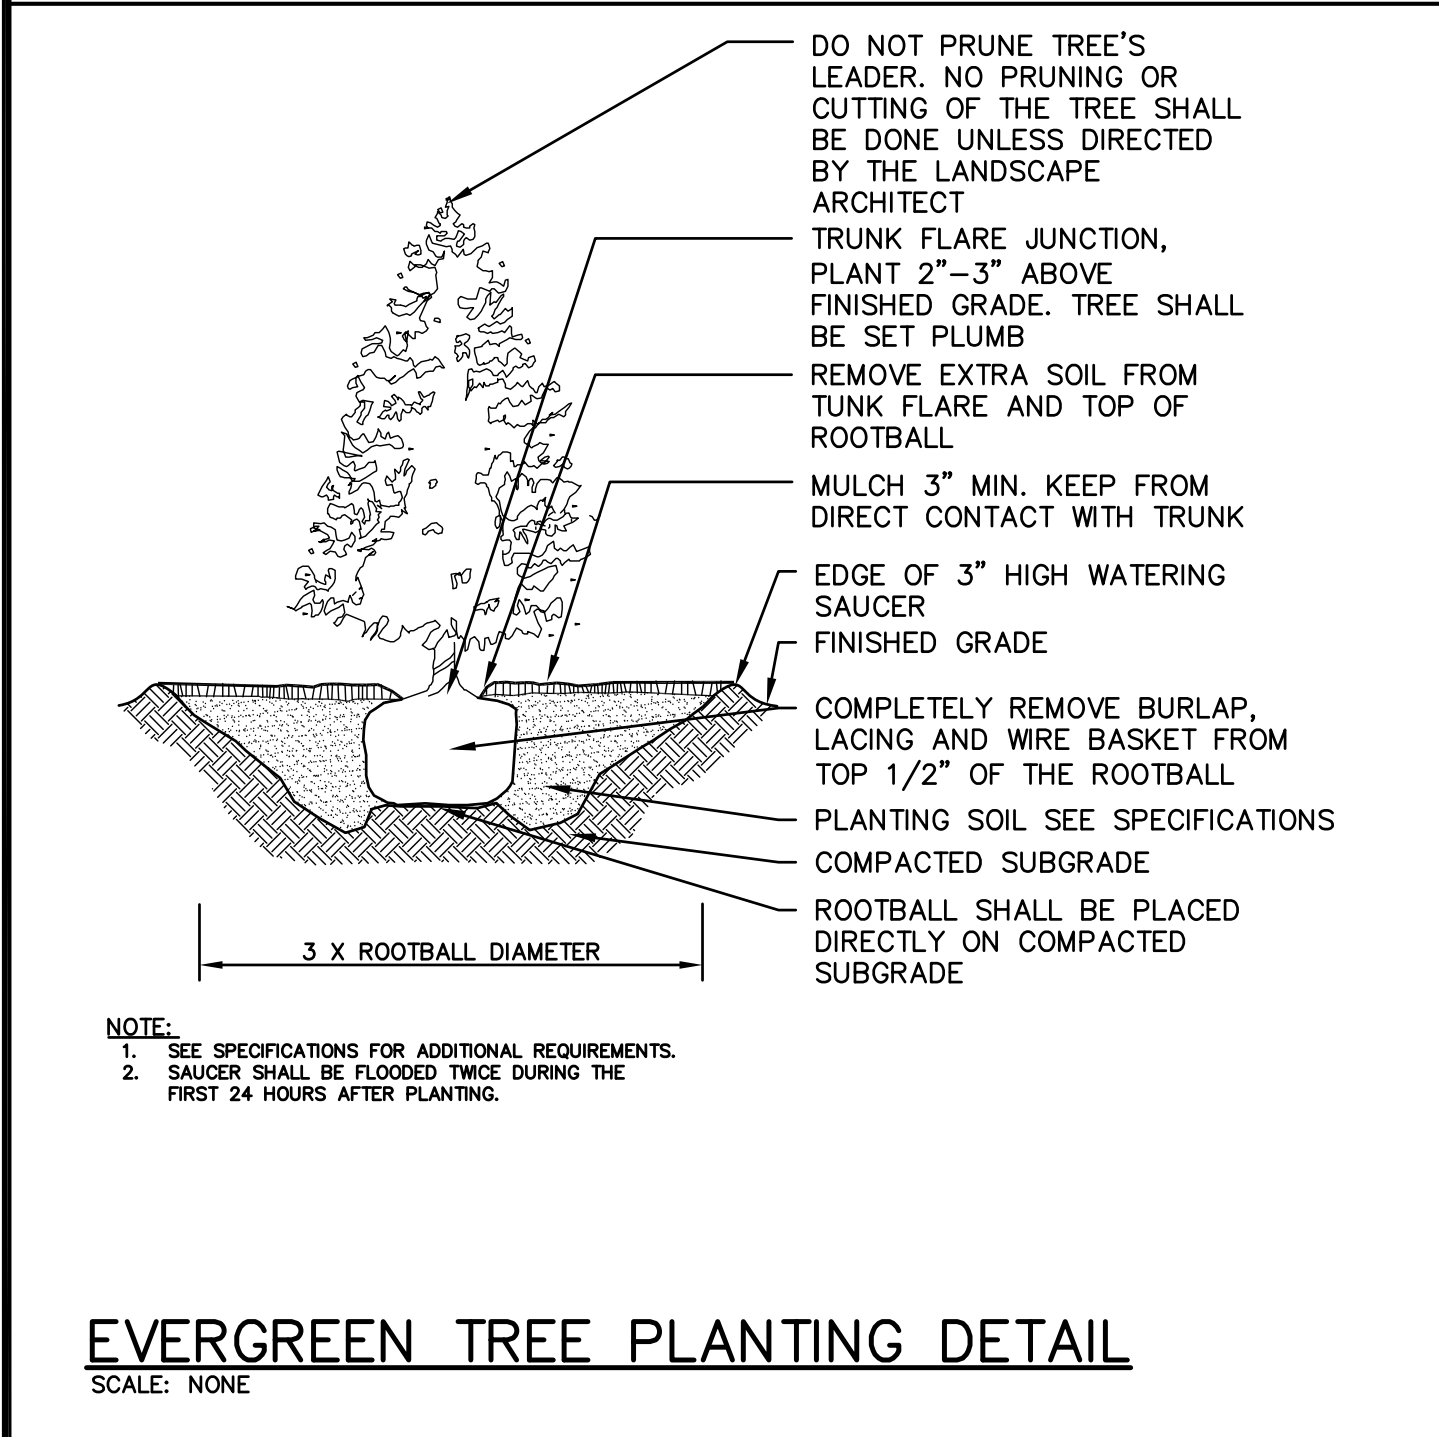 DO NOT PRUNE TREE'S
LEADER. NO PRUNING OR
CUTTING OF THE TREE SHALL
BE DONE UNLESS DIRECTED
BY THE LANDSCAPE
ARCHITECT
TRUNK FLARE JUNCTION,
PLANT 2"-3" ABOVE
FINISHED GRADE. TREE SHALL
BE SET PLUMB
REMOVE EXTRA SOIL FROM
TUNK FLARE AND TOP OF
ROOTBALL
MULCH 3" MIN. KEEP FROM
DIRECT CONTACT WITH TRUNK
EDGE OF 3" HIGH WATERING
SAUCER
FINISHED GRADE
COMPLETELY REMOVE BURLAP,
LACING AND WIRE BASKET FROM
TOP 1/2" OF THE ROOTBALL
PLANTING SOIL SEE SPECIFICATIONS
COMPACTED SUBGRADE
ROOTBALL SHALL BE PLACED
DIRECTLY ON COMPACTED
SUBGRADE
3 X ROOTBALL DIAMETER
NOTE:
1. SEE SPECIFICATIONS FOR ADDITIONAL REQUIREMENTS.
2. SAUCER SHALL BE FLOODED TWICE DURING THE
FIRST 24 HOURS AFTER PLANTING.
EVERGREEN TREE PLANTING DETAIL
SCALE: NONE